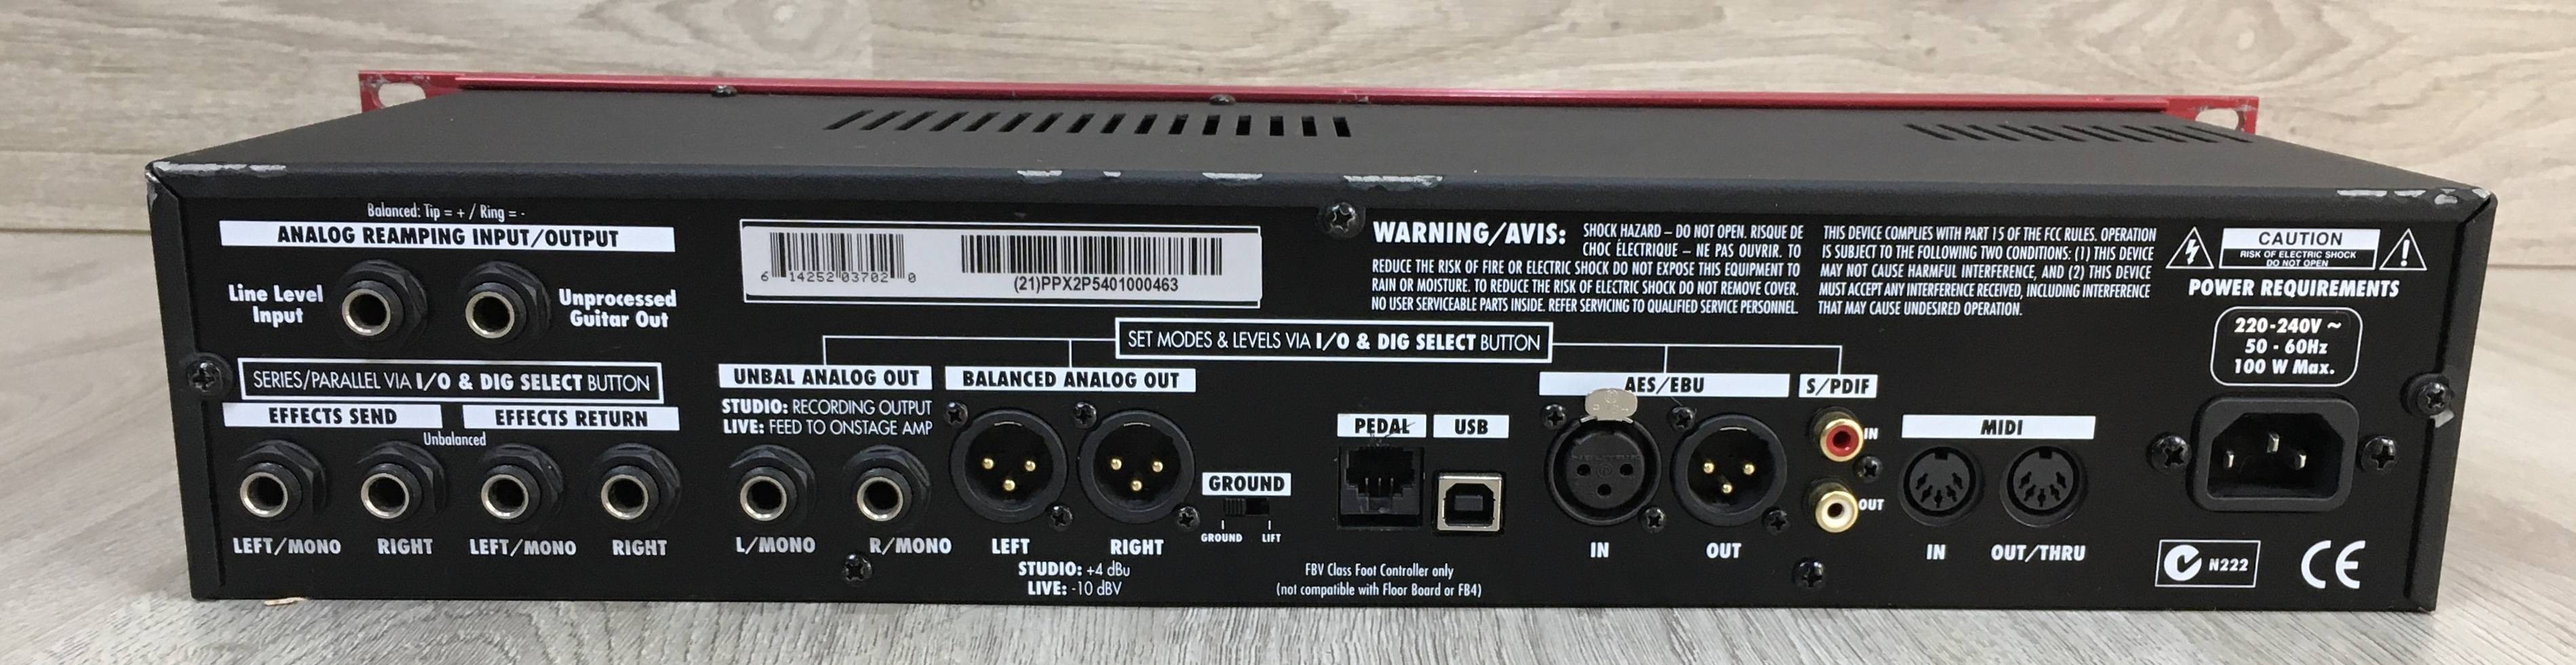 Balanced: Tip = + / Ring = -
ANALOG REAMPING INPUT/OUTPUT
Line Level
Input
Unprocessed
Guitar Out
SERIES/PARALLEL VIA I/O & DIG SELECT BUTTON
EFFECTS SEND
EFFECTS RETURN
Unbalanced
LEFT/MONO
RIGHT
LEFT/MONO
RIGHT
6 14252 03702 0
(21)PPX2P5401000463
SET MODES & LEVELS VIA I/O & DIG SELECT BUTTON
UNBAL ANALOG OUT
STUDIO: RECORDING OUTPUT
LIVE: FEED TO ONSTAGE AMP
L/MONO
R/MONO
BALANCED ANALOG OUT
LEFT
RIGHT
STUDIO: +4 dBu
LIVE: -10 dBV
GROUND
GROUND
LIFT
PEDAL
USB
FBV Class Foot Controller only
(not compatible with Floor Board or FB4)
WARNING/AVIS: SHOCK HAZARD – DO NOT OPEN. RISQUE DE
CHOC ÉLECTRIQUE – NE PAS OUVRIR. TO
REDUCE THE RISK OF FIRE OR ELECTRIC SHOCK DO NOT EXPOSE THIS EQUIPMENT TO
RAIN OR MOISTURE. TO REDUCE THE RISK OF ELECTRIC SHOCK DO NOT REMOVE COVER.
NO USER SERVICEABLE PARTS INSIDE. REFER SERVICING TO QUALIFIED SERVICE PERSONNEL.
THIS DEVICE COMPLIES WITH PART 15 OF THE FCC RULES. OPERATION
IS SUBJECT TO THE FOLLOWING TWO CONDITIONS: (1) THIS DEVICE
MAY NOT CAUSE HARMFUL INTERFERENCE, AND (2) THIS DEVICE
MUST ACCEPT ANY INTERFERENCE RECEIVED, INCLUDING INTERFERENCE
THAT MAY CAUSE UNDESIRED OPERATION.
AES/EBU
IN
OUT
S/PDIF
IN
OUT
MIDI
IN
OUT/THRU
CAUTION
RISK OF ELECTRIC SHOCK
DO NOT OPEN
POWER REQUIREMENTS
220-240V ~
50 - 60Hz
100 W Max.
N222
CE